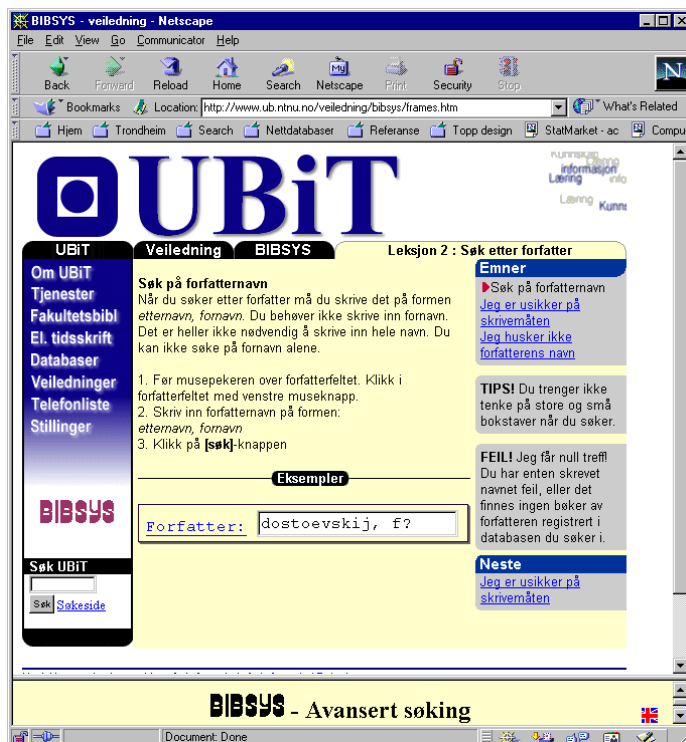 BIBSYS - veiledning - Netscape
File Edit View Go Communicator Help
Back Forward Reload Home Search Netscape Print Security Stop
Bookmarks Location: http://www.ub.ntnu.no/veiledning/bibsys/frames.htm What's Related
Hjem Trondheim Search Nettdatabaser Referanse Topp design StatMarket - ac Compu
UBiT
Kunnskap
Læring
informasjon
Læring info
Læring
Kunns
UBiT Veiledning BIBSYS Leksjon 2 : Søk etter forfatter
Om UBiT
Tjenester
Fakultetsbibl
El. tidsskrift
Databaser
Veiledninger
Telefonliste
Stillinger
BIBSYS
Søk UBiT
Søk Søkeside
Søk på forfatternavn
Når du søker etter forfatter må du skrive det på formen
etternavn, fornavn. Du behøver ikke skrive inn fornavn.
Det er heller ikke nødvendig å skrive inn hele navn. Du
kan ikke søke på fornavn alene.
1. Før musepekeren over forfatterfeltet. Klikk i
forfatterfeltet med venstre museknapp.
2. Skriv inn forfatternavn på formen:
etternavn, fornavn
3. Klikk på [søk]-knappen
Eksempler
Forfatter: dostoevskij, f?
Emner
Søk på forfatternavn
Jeg er usikker på
skrivemåten
Jeg husker ikke
forfatterens navn
TIPS! Du trenger ikke
tenke på store og små
bokstaver når du søker.
FEIL! Jeg får null treff!
Du har enten skrevet
navnet feil, eller det
finnes ingen bøker av
forfatteren registrert i
databasen du søker i.
Neste
Jeg er usikker på
skrivemåten
BIBSYS - Avansert søking
Document: Done